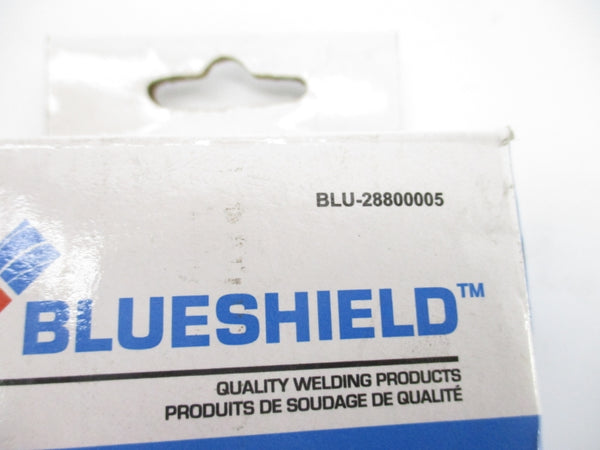 BLU-28800005
BLUESHIELD™
QUALITY WELDING PRODUCTS
PRODUITS DE SOUDAGE DE QUALITÉ